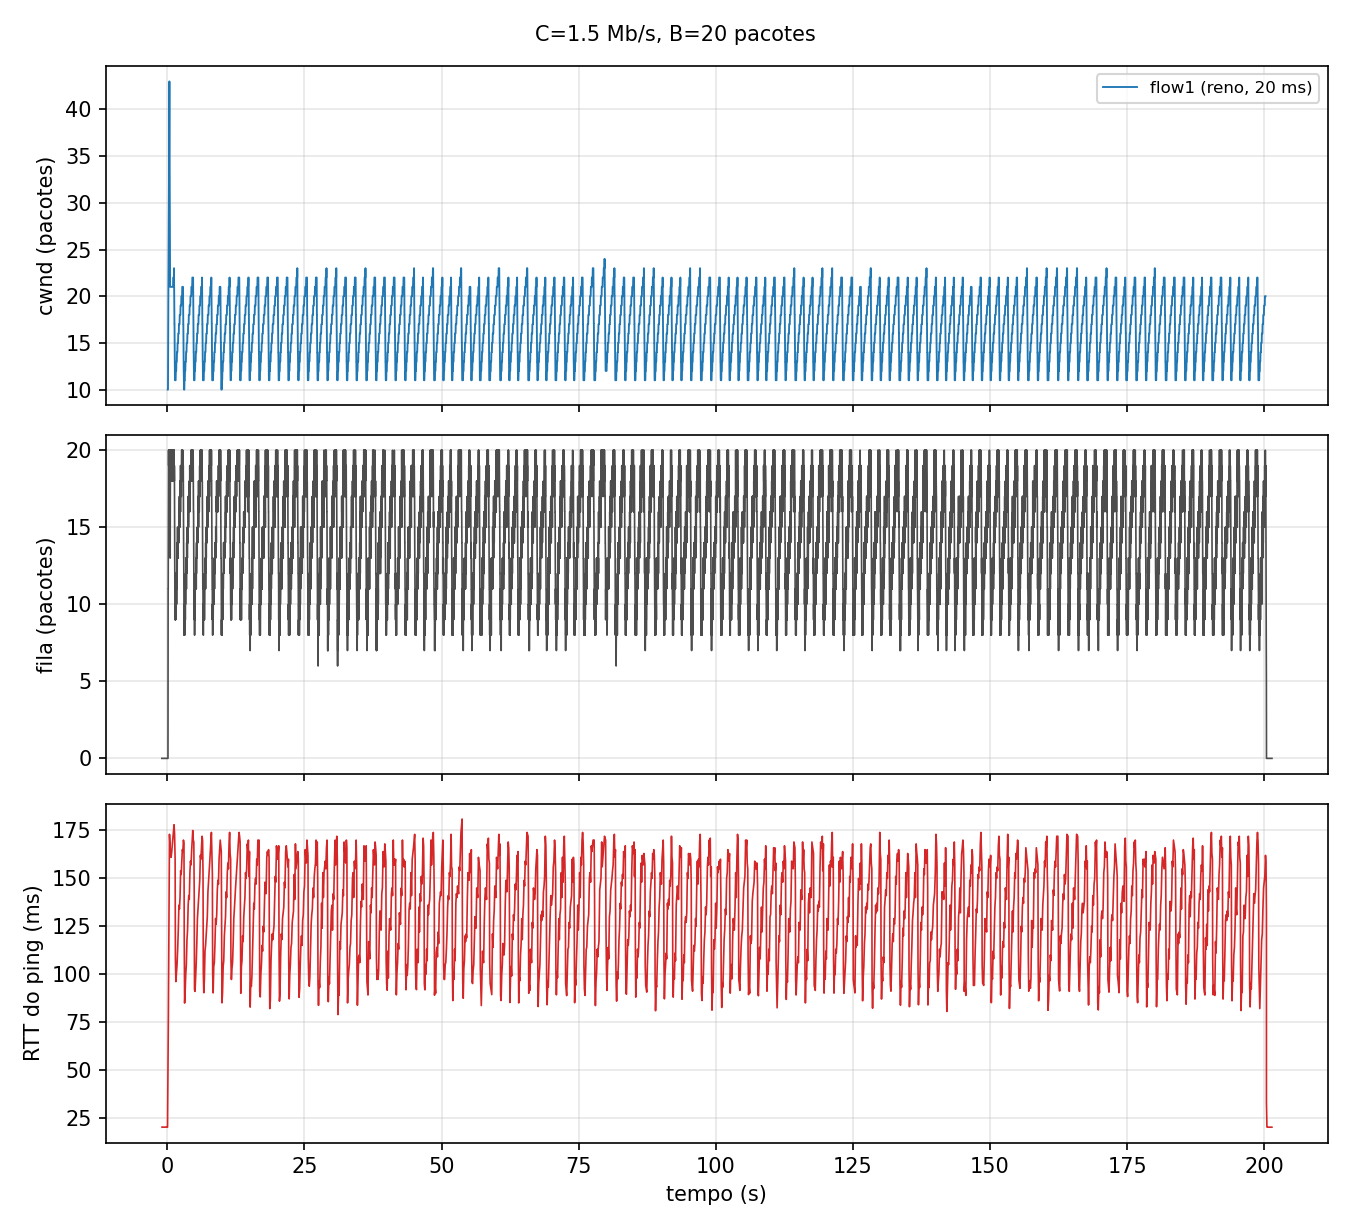 C=1.5 Mb/s, B=20 pacotes
flow1 (reno, 20 ms)
cwnd (pacotes)
40
35
30
25
20
15
10
fila (pacotes)
20
15
10
5
0
RTT do ping (ms)
175
150
125
100
75
50
25
0 25 50 75 100 125 150 175 200
tempo (s)